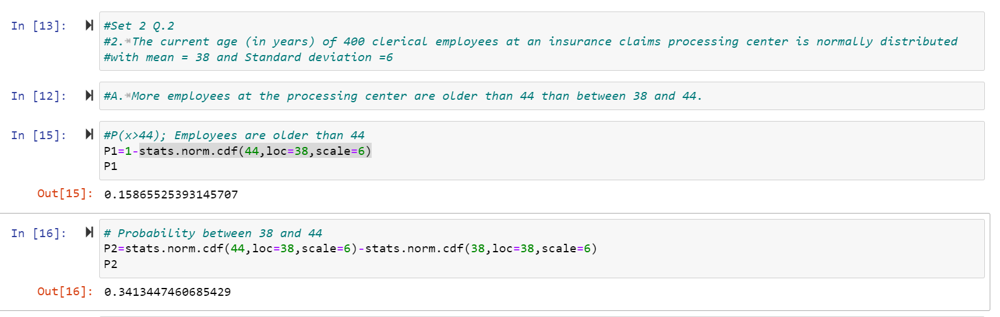 In [13]:
#Set 2 Q.2
#2. The current age (in years) of 400 clerical employees at an insurance claims processing center is normally distributed
#with mean = 38 and Standard deviation =6
In [12]:
#A. More employees at the processing center are older than 44 than between 38 and 44.
In [15]:
#P(x>44); Employees are older than 44
P1=1-stats.norm.cdf(44,loc=38,scale=6)
P1
Out[15]:
0.15865525393145707
In [16]:
# Probability between 38 and 44
P2=stats.norm.cdf(44,loc=38,scale=6)-stats.norm.cdf(38,loc=38,scale=6)
P2
Out[16]:
0.3413447460685429